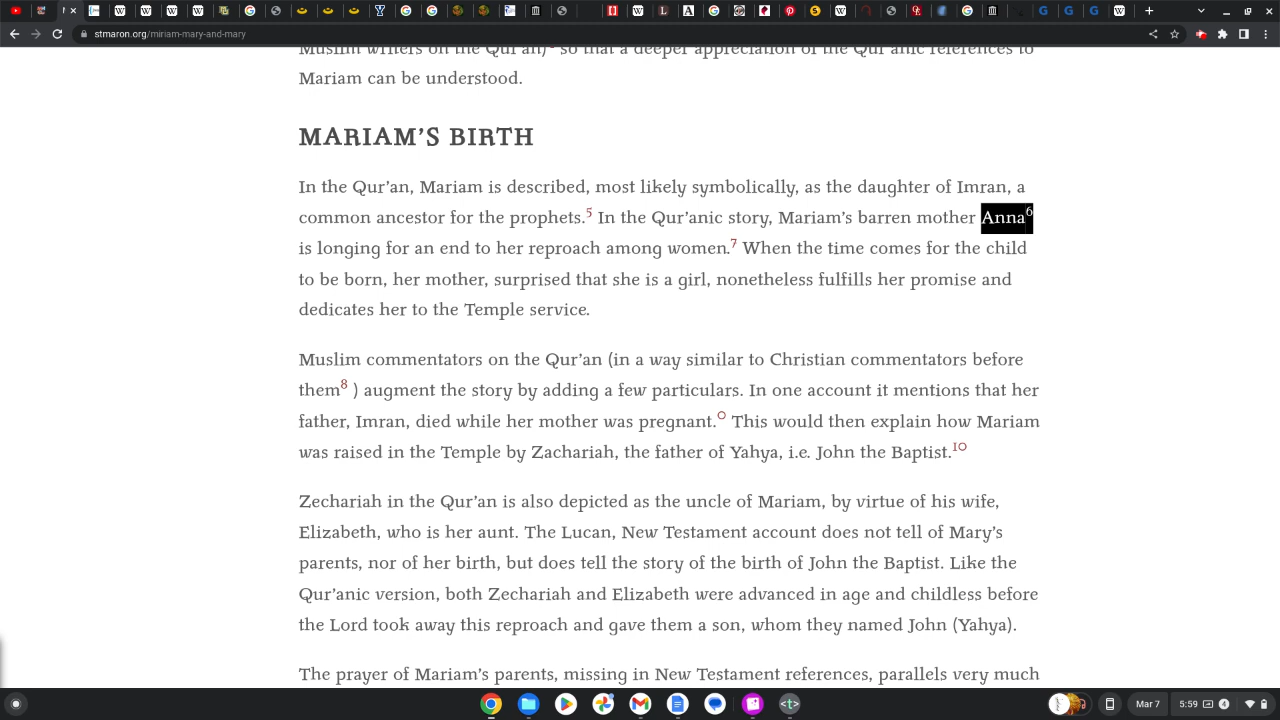 stmaron.org/miriam-mary-and-mary
Muslim writers on the Qur'an) so that a deeper appreciation of the Qur'anic references to
Mariam can be understood.
MARIAM'S BIRTH
In the Qur'an, Mariam is described, most likely symbolically, as the daughter of Imran, a
common ancestor for the prophets.5 In the Qur'anic story, Mariam's barren mother Anna6
is longing for an end to her reproach among women.7 When the time comes for the child
to be born, her mother, surprised that she is a girl, nonetheless fulfills her promise and
dedicates her to the Temple service.
Muslim commentators on the Qur'an (in a way similar to Christian commentators before
them8 ) augment the story by adding a few particulars. In one account it mentions that her
father, Imran, died while her mother was pregnant.0 This would then explain how Mariam
was raised in the Temple by Zachariah, the father of Yahya, i.e. John the Baptist.10
Zechariah in the Qur'an is also depicted as the uncle of Mariam, by virtue of his wife,
Elizabeth, who is her aunt. The Lucan, New Testament account does not tell of Mary's
parents, nor of her birth, but does tell the story of the birth of John the Baptist. Like the
Qur'anic version, both Zechariah and Elizabeth were advanced in age and childless before
the Lord took away this reproach and gave them a son, whom they named John (Yahya).
The prayer of Mariam's parents, missing in New Testament references, parallels very much
Mar 7
5:59
4